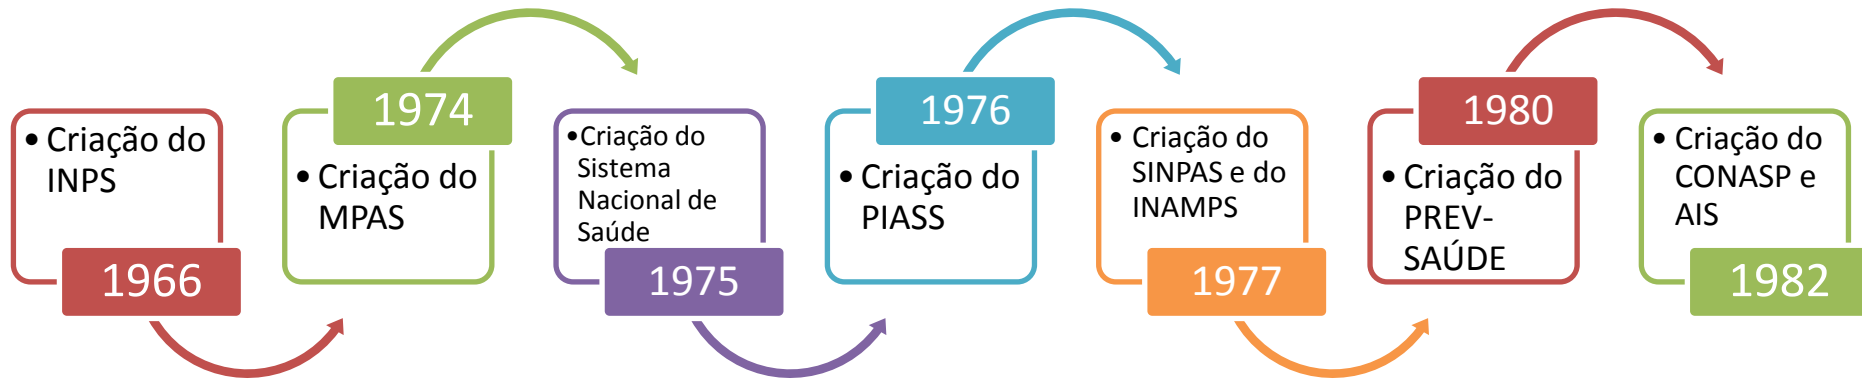 • Criação do
INPS
1966
1974
• Criação do
MPAS
•Criação do
Sistema
Nacional de
Saúde
1975
1976
• Criação do
PIASS
• Criação do
SINPAS e do
INAMPS
1977
1980
• Criação do
PREV-
SAÚDE
• Criação do
CONASP e
AIS
1982